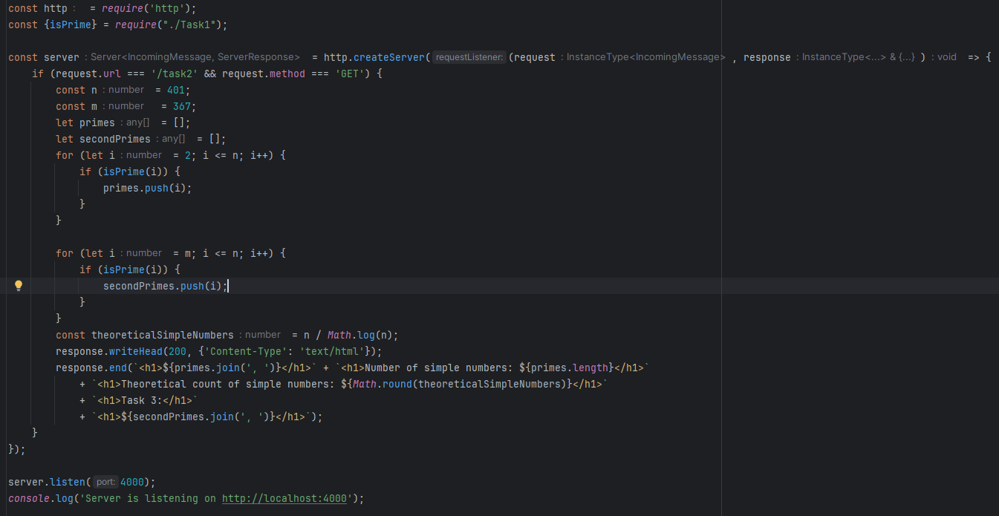 const http : = require('http');
const {isPrime} = require("./Task1");
const server : Server<IncomingMessage, ServerResponse> = http.createServer( requestListener: (request : InstanceType<IncomingMessage> , response : InstanceType<...> & {...} ) : void => {
    if (request.url === '/task2' && request.method === 'GET') {
        const n : number = 401;
        const m : number = 367;
        let primes : any[] = [];
        let secondPrimes : any[] = [];
        for (let i : number = 2; i <= n; i++) {
            if (isPrime(i)) {
                primes.push(i);
            }
        }
        for (let i : number = m; i <= n; i++) {
            if (isPrime(i)) {
                secondPrimes.push(i);
            }
        }
        const theoreticalSimpleNumbers : number = n / Math.log(n);
        response.writeHead(200, {'Content-Type': 'text/html'});
        response.end(`<h1>${primes.join(', ')}</h1>` + `<h1>Number of simple numbers: ${primes.length}</h1>`
            + `<h1>Theoretical count of simple numbers: ${Math.round(theoreticalSimpleNumbers)}</h1>`
            + `<h1>Task 3:</h1>`
            + `<h1>${secondPrimes.join(', ')}</h1>`);
    }
});
server.listen( port: 4000);
console.log('Server is listening on http://localhost:4000');